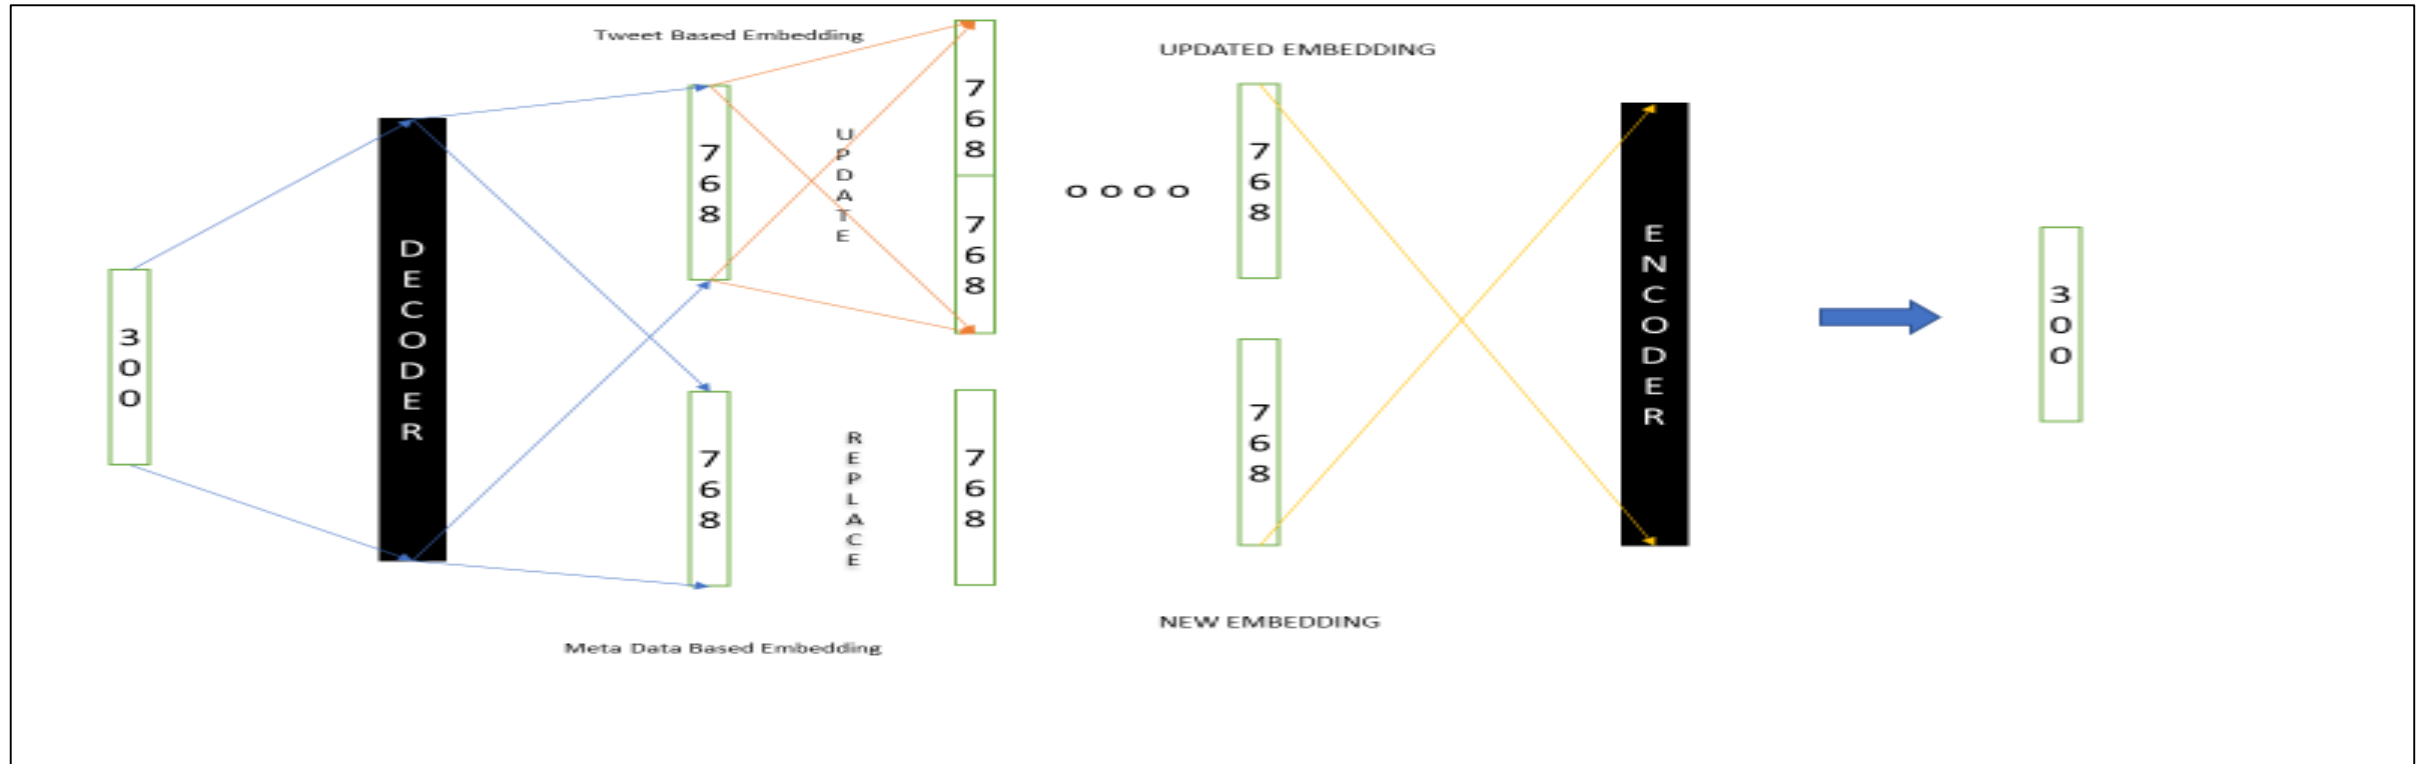 Tweet Based Embedding
UPDATED EMBEDDING
300
DECODER
768
UPDATE
768
768
oooo
768
ENCODER
300
768
REPLACE
768
768
NEW EMBEDDING
Meta Data Based Embedding